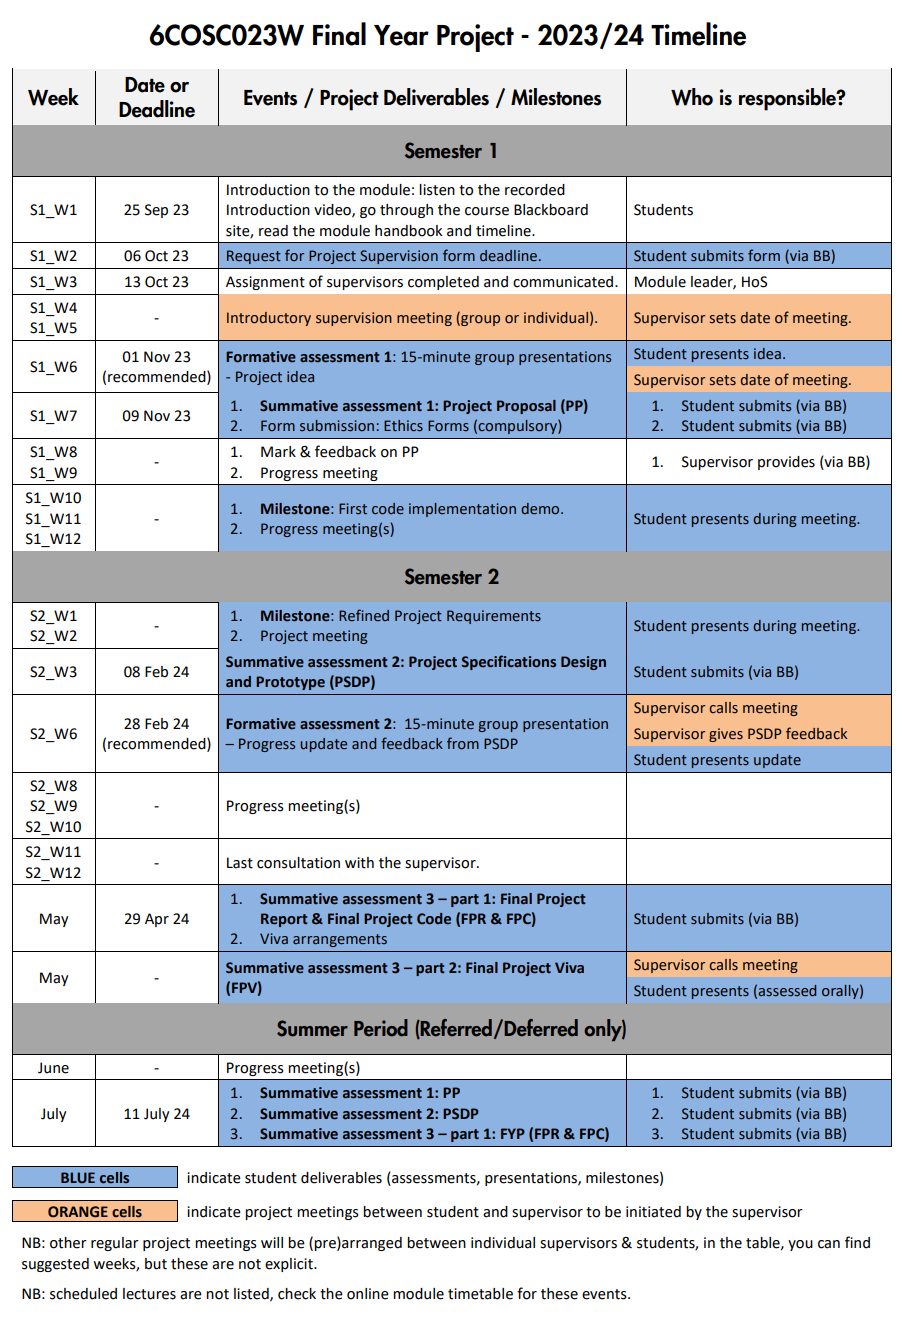 6COSC023W Final Year Project - 2023/24 Timeline
Week
Date or
Deadline
Events / Project Deliverables / Milestones
Who is responsible?
Semester 1
S1_W1
25 Sep 23
Introduction to the module: listen to the recorded
Introduction video, go through the course Blackboard
site, read the module handbook and timeline.
Students
S1_W2
06 Oct 23
Request for Project Supervision form deadline.
Student submits form (via BB)
S1_W3
13 Oct 23
Assignment of supervisors completed and communicated.
Module leader, HoS
S1_W4
S1_W5
-
Introductory supervision meeting (group or individual).
Supervisor sets date of meeting.
S1_W6
01 Nov 23
(recommended)
Formative assessment 1: 15-minute group presentations
- Project idea
Student presents idea.
Supervisor sets date of meeting.
S1_W7
09 Nov 23
1. Summative assessment 1: Project Proposal (PP)
2. Form submission: Ethics Forms (compulsory)
1. Student submits (via BB)
2. Student submits (via BB)
S1_W8
S1_W9
-
1. Mark & feedback on PP
2. Progress meeting
1. Supervisor provides (via BB)
S1_W10
S1_W11
S1_W12
-
1. Milestone: First code implementation demo.
2. Progress meeting(s)
Student presents during meeting.
Semester 2
S2_W1
S2_W2
-
1. Milestone: Refined Project Requirements
2. Project meeting
Student presents during meeting.
S2_W3
08 Feb 24
Summative assessment 2: Project Specifications Design
and Prototype (PSDP)
Student submits (via BB)
S2_W6
28 Feb 24
(recommended)
Formative assessment 2: 15-minute group presentation
– Progress update and feedback from PSDP
Supervisor calls meeting
Supervisor gives PSDP feedback
Student presents update
S2_W8
S2_W9
S2_W10
-
Progress meeting(s)
S2_W11
S2_W12
-
Last consultation with the supervisor.
May
29 Apr 24
1. Summative assessment 3 – part 1: Final Project
Report & Final Project Code (FPR & FPC)
2. Viva arrangements
Student submits (via BB)
May
-
Summative assessment 3 – part 2: Final Project Viva
(FPV)
Supervisor calls meeting
Student presents (assessed orally)
Summer Period (Referred/Deferred only)
June
-
Progress meeting(s)
July
11 July 24
1. Summative assessment 1: PP
2. Summative assessment 2: PSDP
3. Summative assessment 3 – part 1: FYP (FPR & FPC)
1. Student submits (via BB)
2. Student submits (via BB)
3. Student submits (via BB)
BLUE cells
indicate student deliverables (assessments, presentations, milestones)
ORANGE cells
indicate project meetings between student and supervisor to be initiated by the supervisor
NB: other regular project meetings will be (pre)arranged between individual supervisors & students, in the table, you can find
suggested weeks, but these are not explicit.
NB: scheduled lectures are not listed, check the online module timetable for these events.